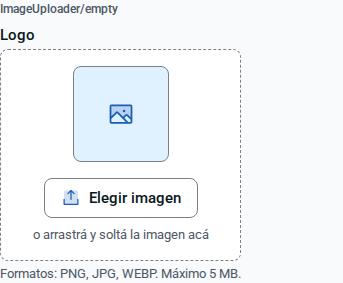 ImageUploader/empty
Logo
Elegir imagen
o arrastrá y soltá la imagen acá
Formatos: PNG, JPG, WEBP. Máximo 5 MB.